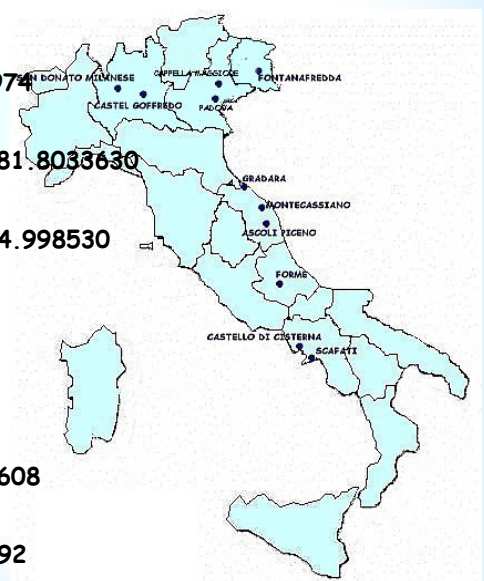 974
SAN DONATO MILANESE
CAPPELLA MAGGIORE
FONTANAFREDDA
CASTEL GOFFREDO
PADOVA
81.8033630
GRADARA
MONTECASSIANO
ASCOLI PICENO
4.998530
FORME
CASTELLO DI CISTERNA
SCAFATI
608
92